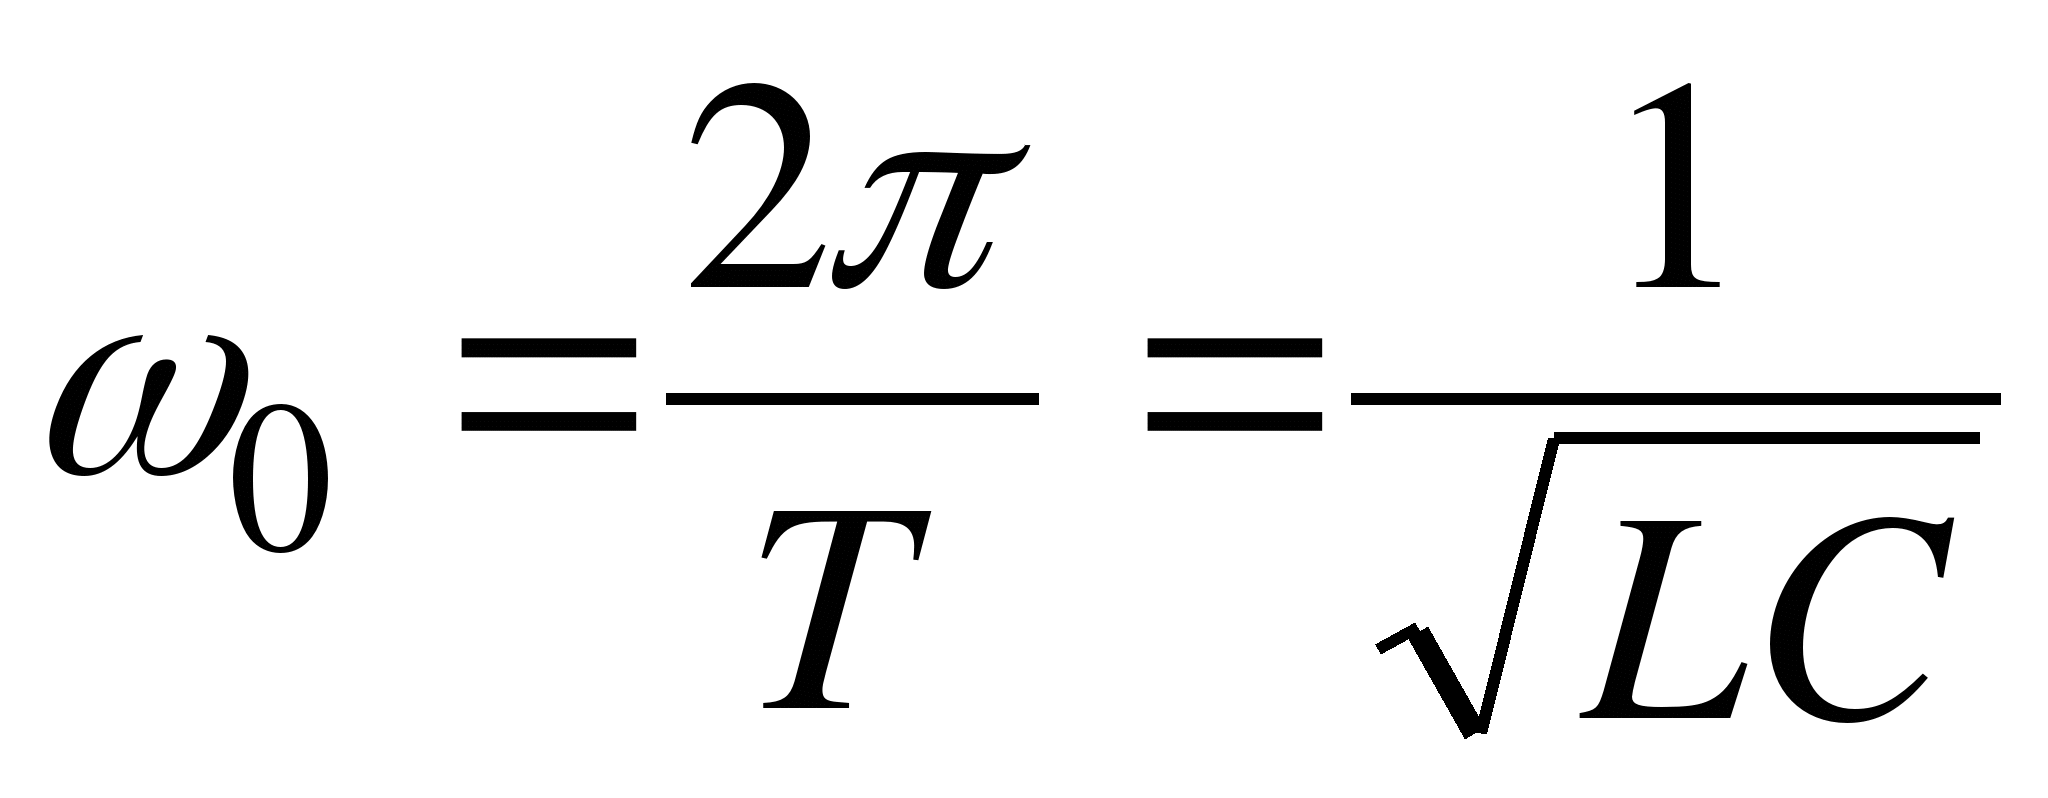 ω₀ = 2π/T = 1/√LC